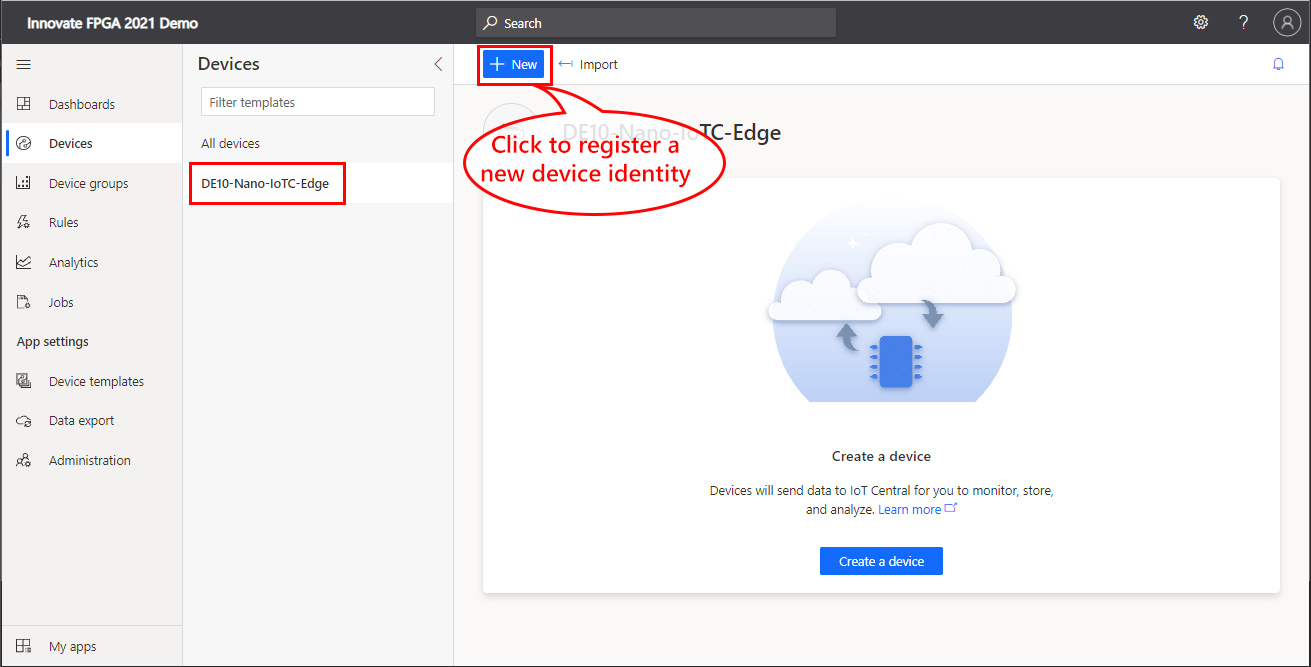 Innovate FPGA 2021 Demo
Search
?
Dashboards
Devices
Device groups
Rules
Analytics
Jobs
App settings
Device templates
Data export
Administration
My apps
Devices
Filter templates
All devices
DE10-Nano-IoTC-Edge
New
Import
DE10-Nano-IoTC-Edge
Click to register a
new device identity
Create a device
Devices will send data to IoT Central for you to monitor, store,
and analyze. Learn more
Create a device